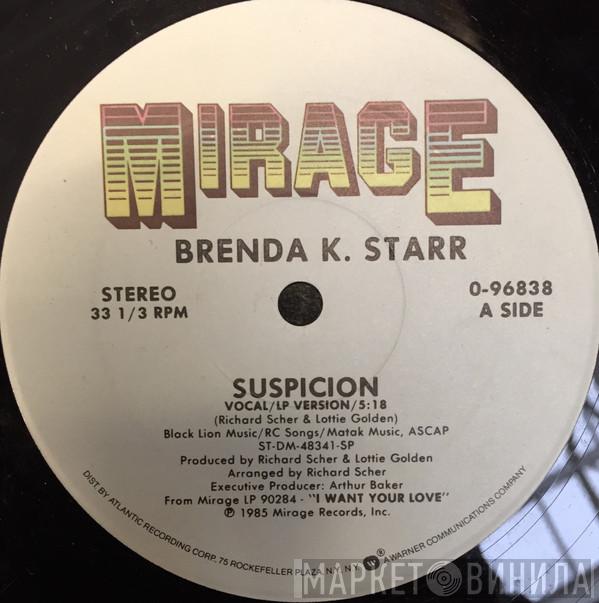 MIRAGE
BRENDA K. STARR
STEREO
33 1/3 RPM
0-96838
A SIDE
SUSPICION
VOCAL/LP VERSION/5:18
(Richard Scher & Lottie Golden)
Black Lion Music/RC Songs/Matak Music, ASCAP
ST-DM-48341-SP
Produced by Richard Scher & Lottie Golden
Arranged by Richard Scher
Executive Producer: Arthur Baker
From Mirage LP 90284 - "I WANT YOUR LOVE"
℗ 1985 Mirage Records, Inc.
DIST. BY ATLANTIC RECORDING CORP., 75 ROCKEFELLER PLAZA, N.Y., N.Y. A WARNER COMMUNICATIONS COMPANY
МАРКЕТ ВИНИЛА